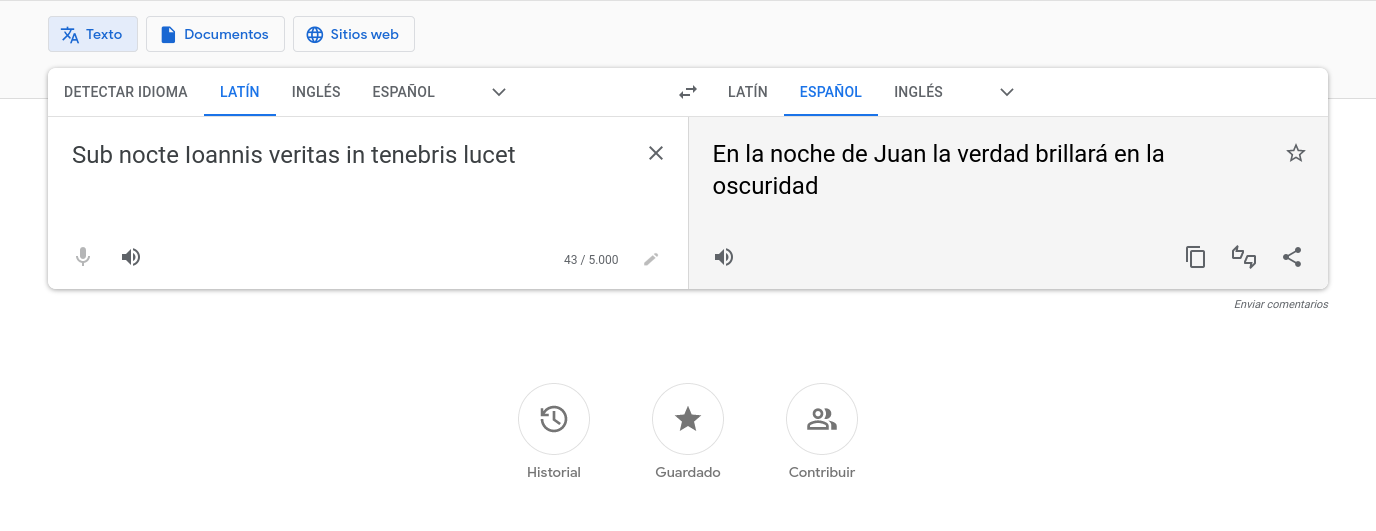 Texto Documentos Sitios web
DETECTAR IDIOMA LATÍN INGLÉS ESPAÑOL LATÍN ESPAÑOL INGLÉS
Sub nocte Ioannis veritas in tenebris lucet
43 / 5.000
En la noche de Juan la verdad brillará en la
oscuridad
Enviar comentarios
Historial Guardado Contribuir